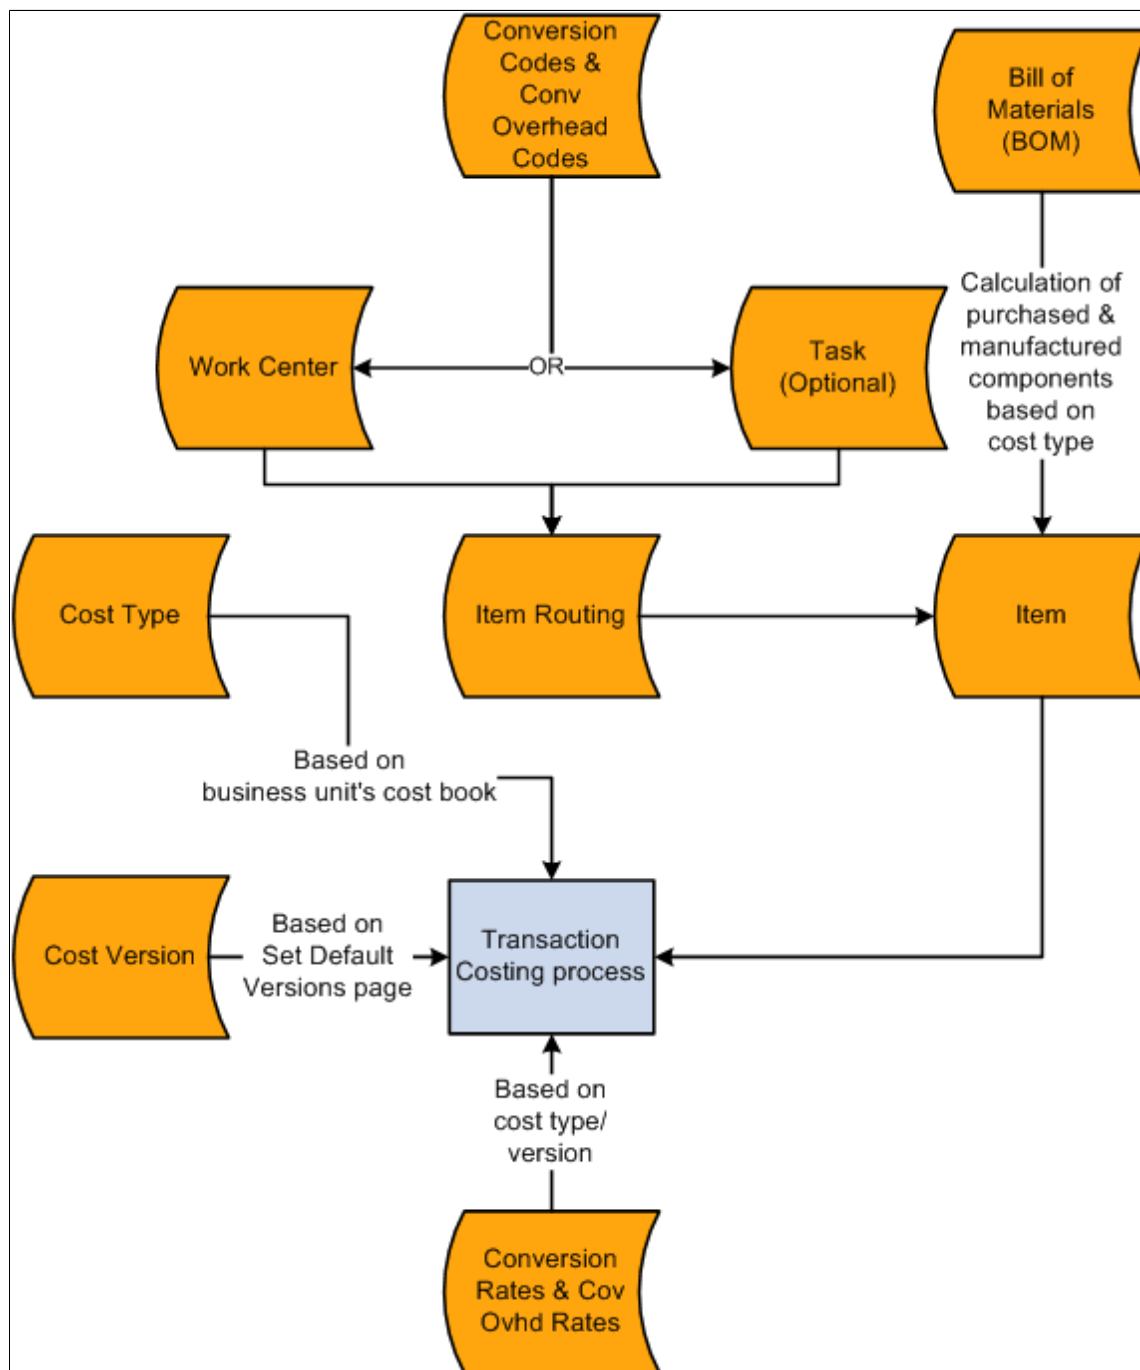 Conversion
Codes &
Conv
Overhead
Codes
Bill of
Materials
(BOM)
Calculation of
purchased &
manufactured
components
based on
cost type
Work Center
OR
Task
(Optional)
Cost Type
Item Routing
Item
Based on
business unit's cost book
Cost Version
Based on
Set Default
Versions page
Transaction
Costing process
Based on
cost type/
version
Conversion
Rates & Cov
Ovhd Rates